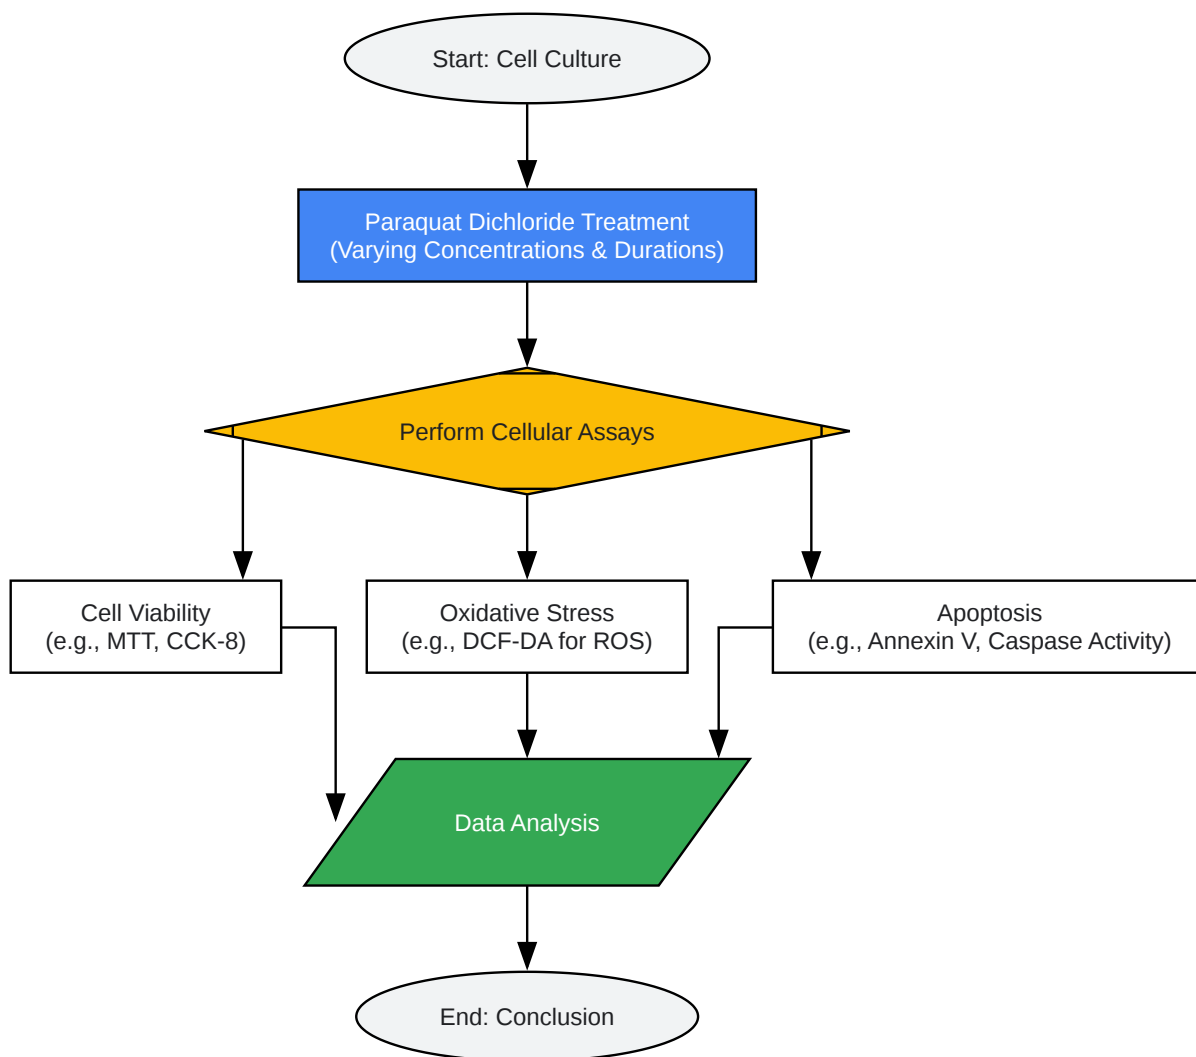 Start: Cell Culture
Paraquat Dichloride Treatment
(Varying Concentrations & Durations)
Perform Cellular Assays
Cell Viability
(e.g., MTT, CCK-8)
Oxidative Stress
(e.g., DCF-DA for ROS)
Apoptosis
(e.g., Annexin V, Caspase Activity)
Data Analysis
End: Conclusion